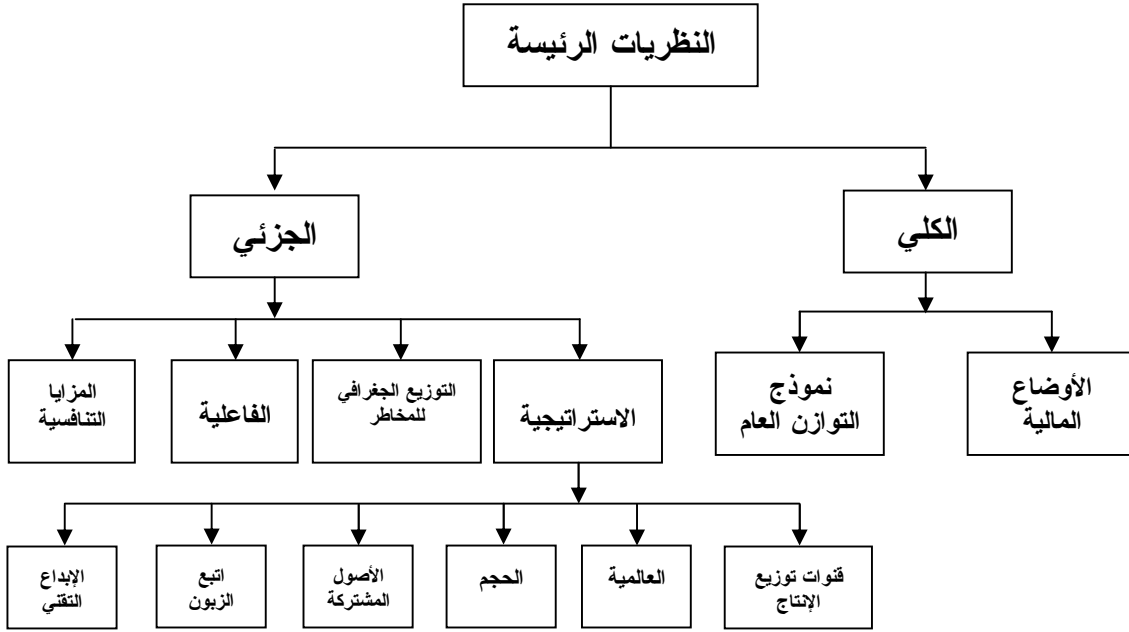 النظريات الرئيسة
الكلي
الجزئي
الأوضاع
المالية
نموذج
التوازن العام
الاستراتيجية
التوزيع الجغرافي
للمخاطر
الفاعلية
المزايا
التنافسية
قنوات توزيع
الإنتاج
العالمية
الحجم
الأصول
المشتركة
اتبع
الزبون
الإبداع
التقني